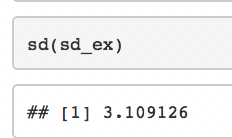 sd(sd_ex)
## [1] 3.109126